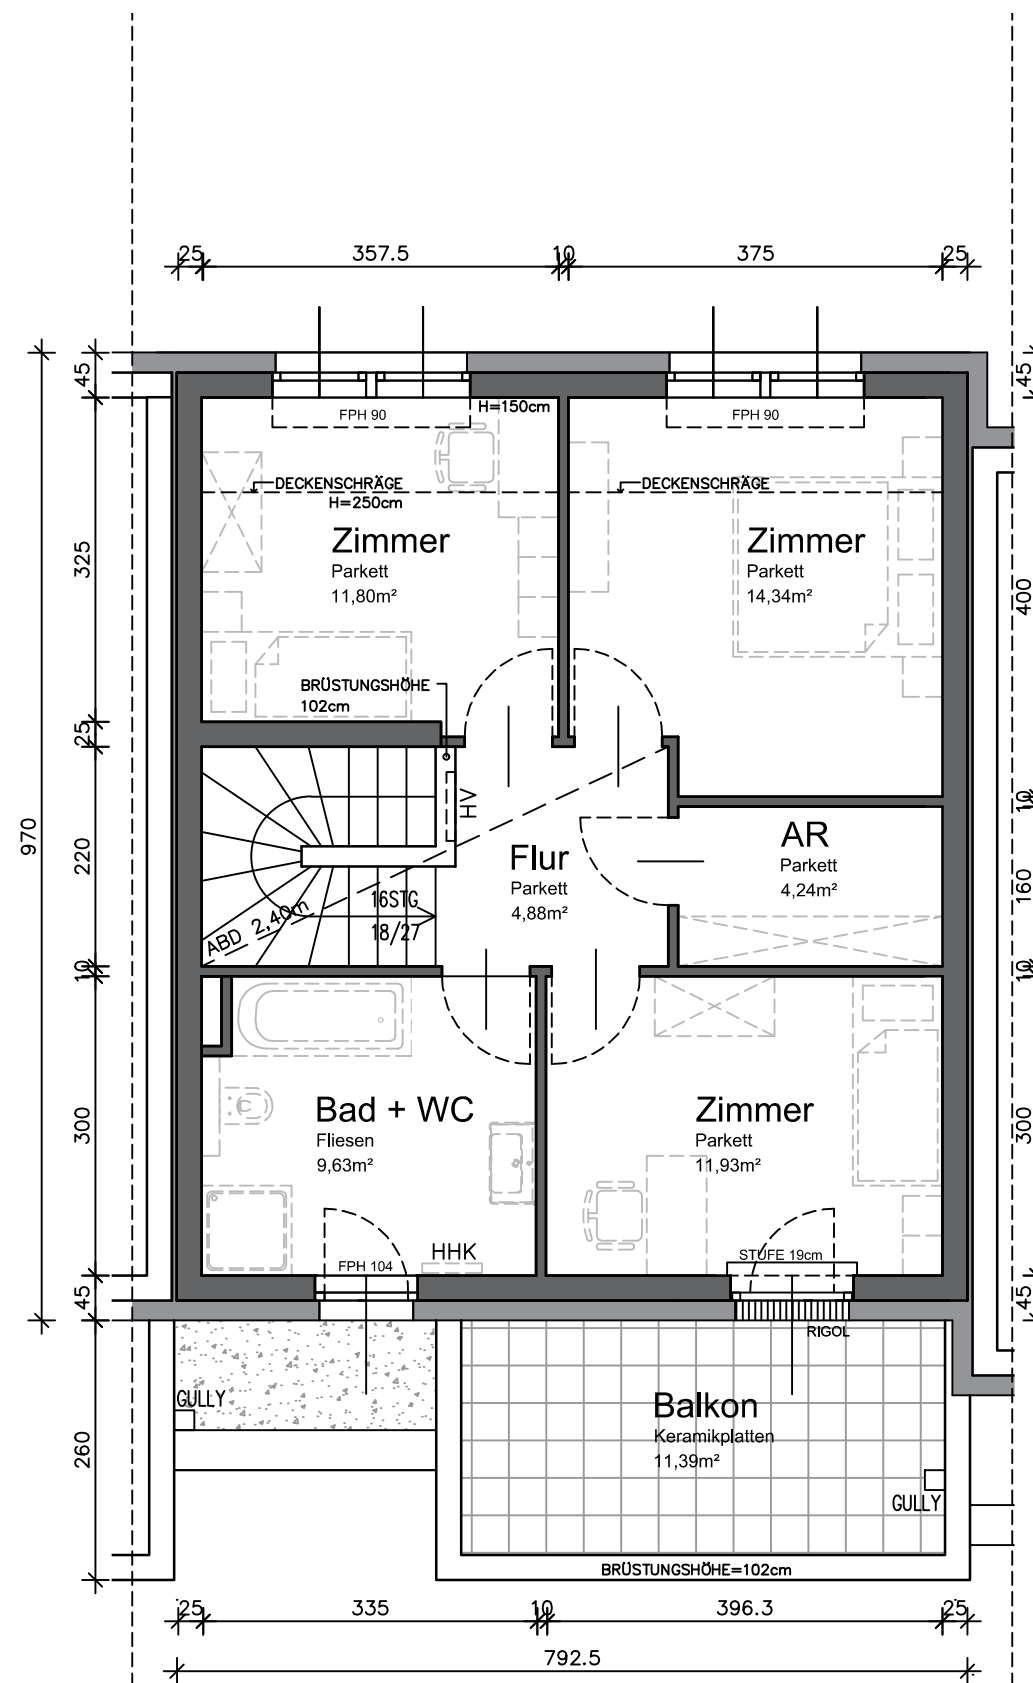 25
357.5
10
375
25
45
45
FPH 90
H=150cm
FPH 90
DECKENSCHRÄGE
H=250cm
DECKENSCHRÄGE
Zimmer
Parkett
11,80m²
Zimmer
Parkett
14,34m²
325
400
BRÜSTUNGSHÖHE
102cm
25
HV
10
970
220
Flur
Parkett
4,88m²
AR
Parkett
4,24m²
160
16STG
18/27
ABD 2,40m
10
10
Bad + WC
Fliesen
9,63m²
Zimmer
Parkett
11,93m²
300
300
HHK
FPH 104
STUFE 19cm
45
45
RIGOL
GULLY
Balkon
Keramikplatten
11,39m²
260
GULLY
BRÜSTUNGSHÖHE=102cm
25
335
10
396.3
25
792.5